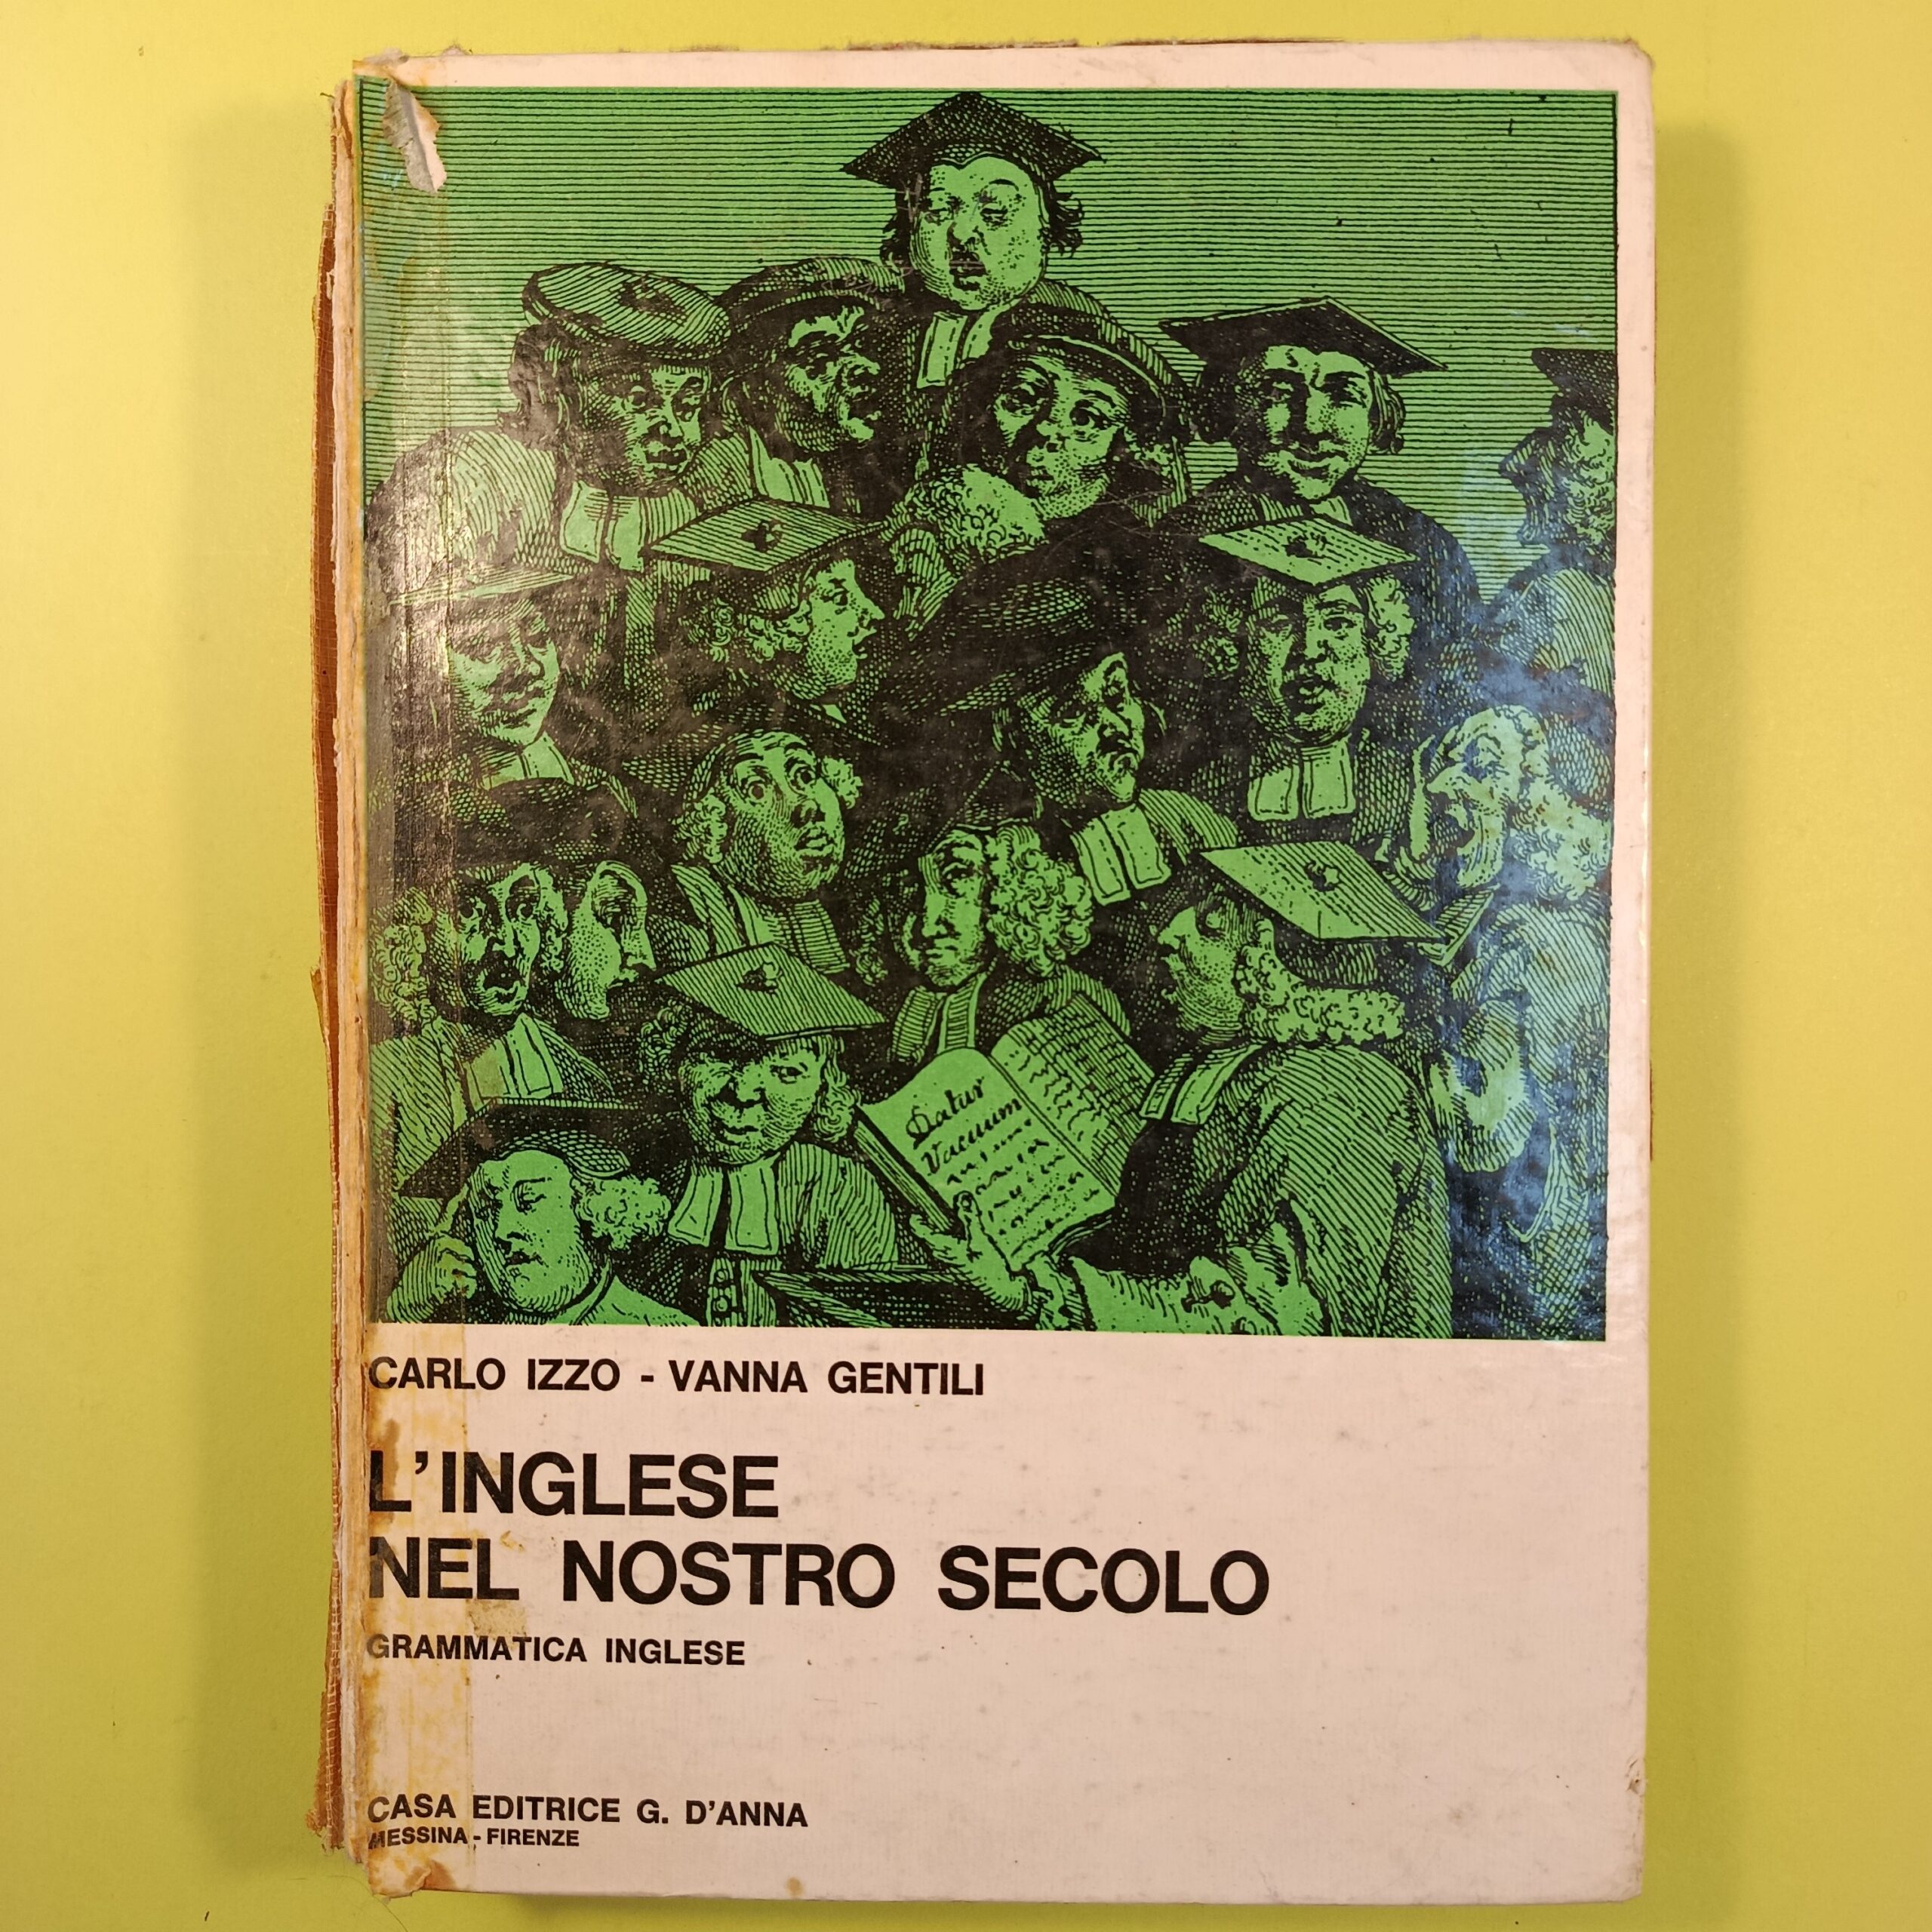 Datur
Vacuum
CARLO IZZO - VANNA GENTILI
L'INGLESE
NEL NOSTRO SECOLO
GRAMMATICA INGLESE
CASA EDITRICE G. D'ANNA
MESSINA - FIRENZE